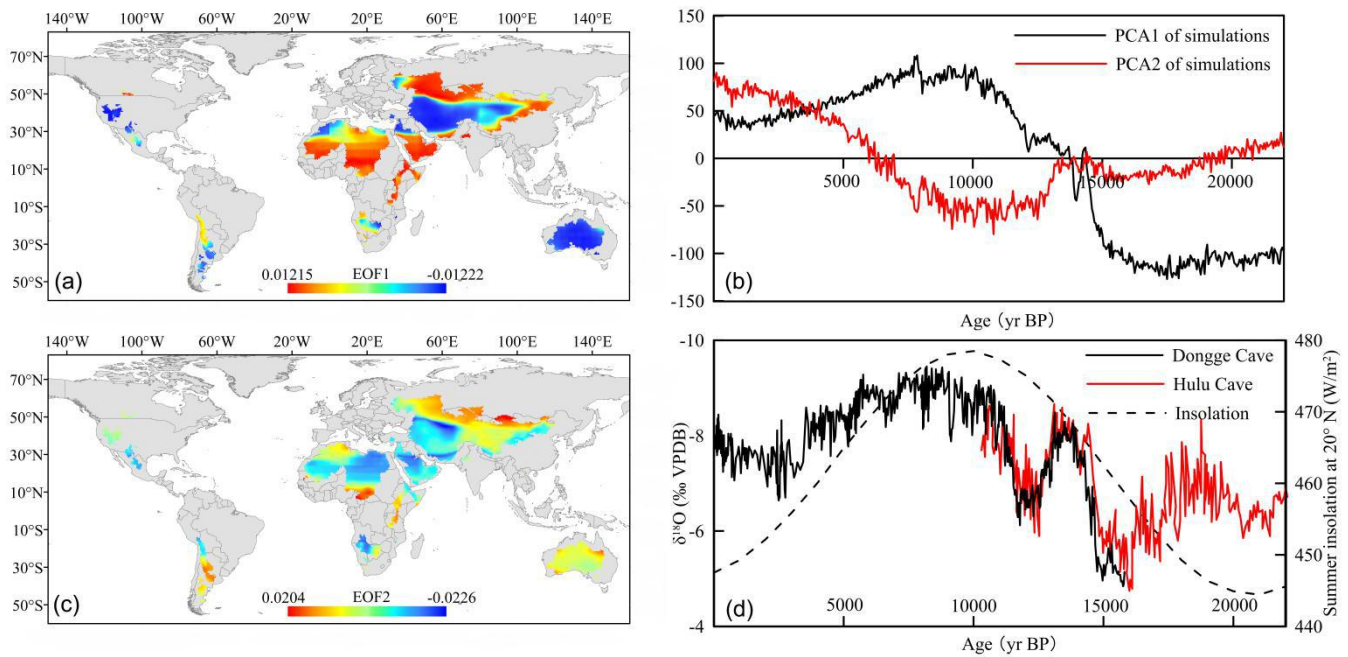 140°W 100°W 60°W 20°W 20°E 60°E 100°E 140°E
70°N
50°N
30°N
10°N
10°S
30°S
50°S
(a)
0.01215 EOF1 -0.01222
150
100
50
0
-50
-100
-150
5000 10000 15000 20000
PCA1 of simulations
PCA2 of simulations
(b)
Age (yr BP)
140°W 100°W 60°W 20°W 20°E 60°E 100°E 140°E
70°N
50°N
30°N
10°N
10°S
30°S
50°S
(c)
0.0204 EOF2 -0.0226
-10
-8
-6
-4
δ¹⁸O (‰ VPDB)
Dongge Cave
Hulu Cave
Insolation
480
470
460
450
440
Summer insolation at 20° N (W/m²)
(d)
5000 10000 15000 20000
Age (yr BP)